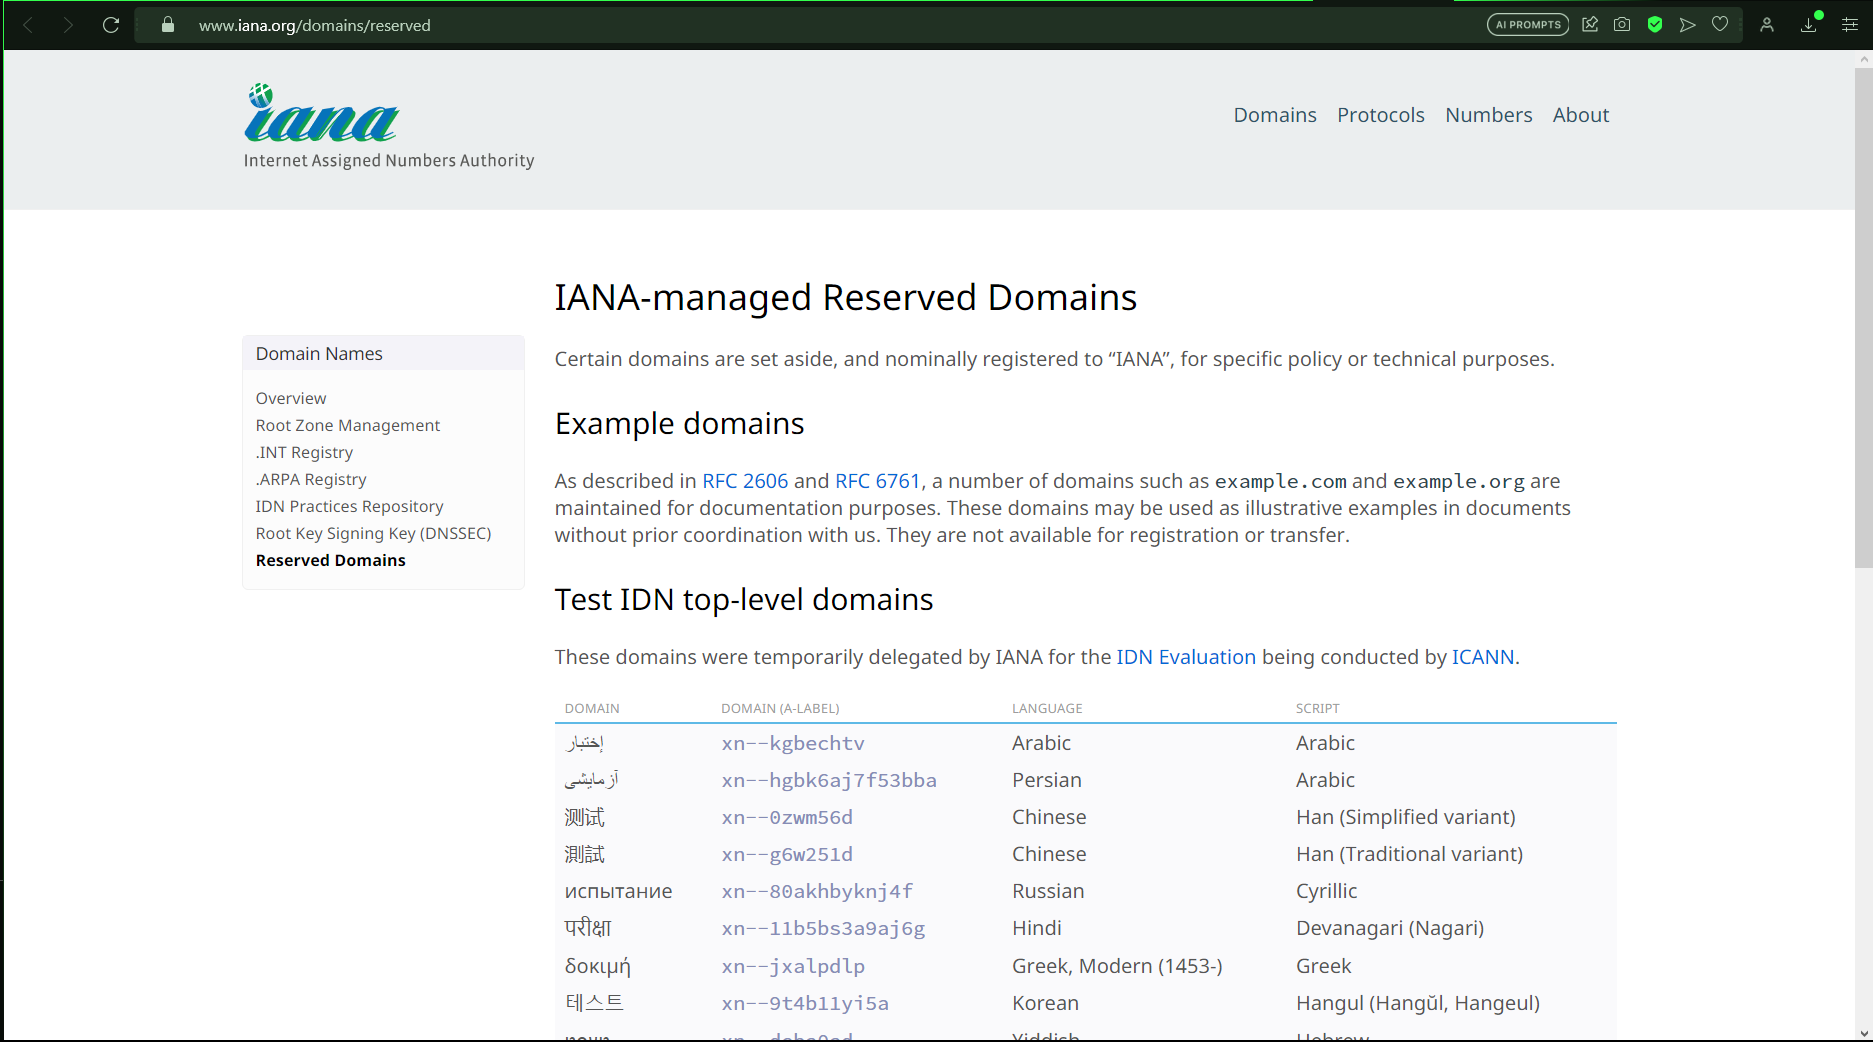 www.iana.org/domains/reserved
AI PROMPTS
iana
Internet Assigned Numbers Authority
Domains Protocols Numbers About
Domain Names
Overview
Root Zone Management
.INT Registry
.ARPA Registry
IDN Practices Repository
Root Key Signing Key (DNSSEC)
Reserved Domains
IANA-managed Reserved Domains
Certain domains are set aside, and nominally registered to “IANA”, for specific policy or technical purposes.
Example domains
As described in RFC 2606 and RFC 6761, a number of domains such as example.com and example.org are
maintained for documentation purposes. These domains may be used as illustrative examples in documents
without prior coordination with us. They are not available for registration or transfer.
Test IDN top-level domains
These domains were temporarily delegated by IANA for the IDN Evaluation being conducted by ICANN.
DOMAIN DOMAIN (A-LABEL) LANGUAGE SCRIPT
إختبار xn--kgbechtv Arabic Arabic
آزمایشی xn--hgbk6aj7f53bba Persian Arabic
测试 xn--0zwm56d Chinese Han (Simplified variant)
測試 xn--g6w251d Chinese Han (Traditional variant)
испытание xn--80akhbyknj4f Russian Cyrillic
परीक्षा xn--11b5bs3a9aj6g Hindi Devanagari (Nagari)
δοκιμή xn--jxalpdlp Greek, Modern (1453-) Greek
테스트 xn--9t4b11yi5a Korean Hangul (Hangŭl, Hangeul)
Yiddish Hebrew